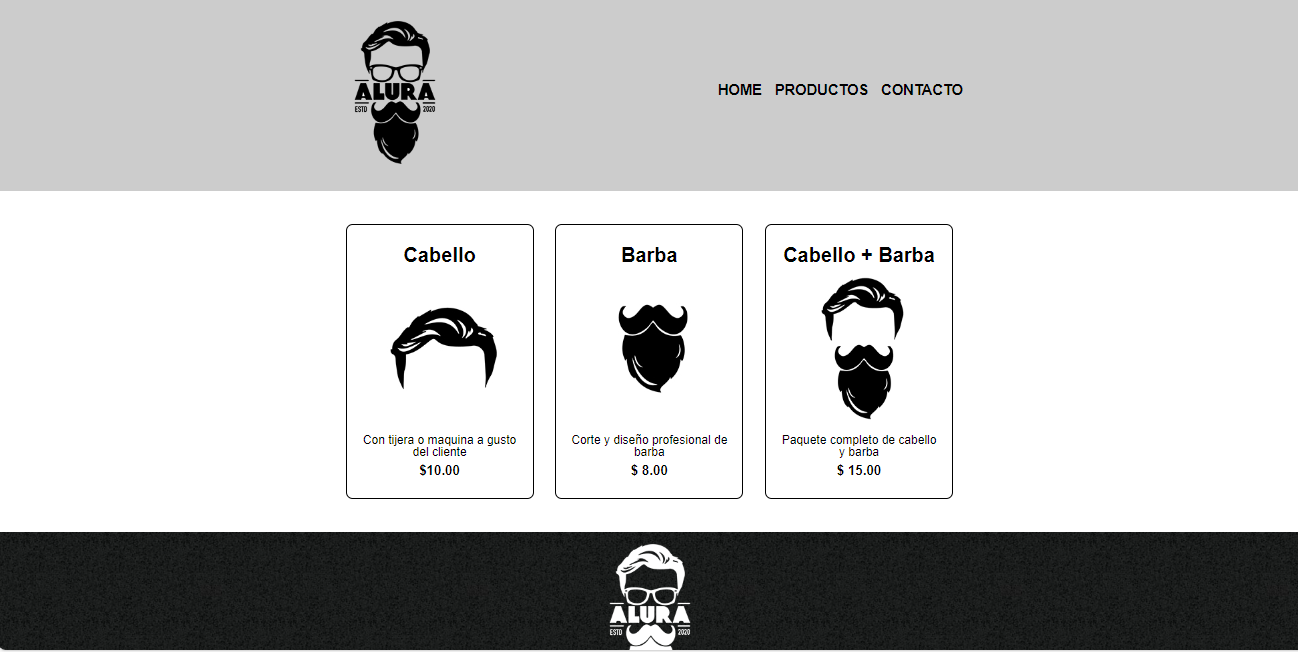 ALURA
ESTD 2020
HOME PRODUCTOS CONTACTO
Cabello
Con tijera o maquina a gusto
del cliente
$10.00
Barba
Corte y diseño profesional de
barba
$ 8.00
Cabello + Barba
Paquete completo de cabello
y barba
$ 15.00
ALURA
ESTD 2020